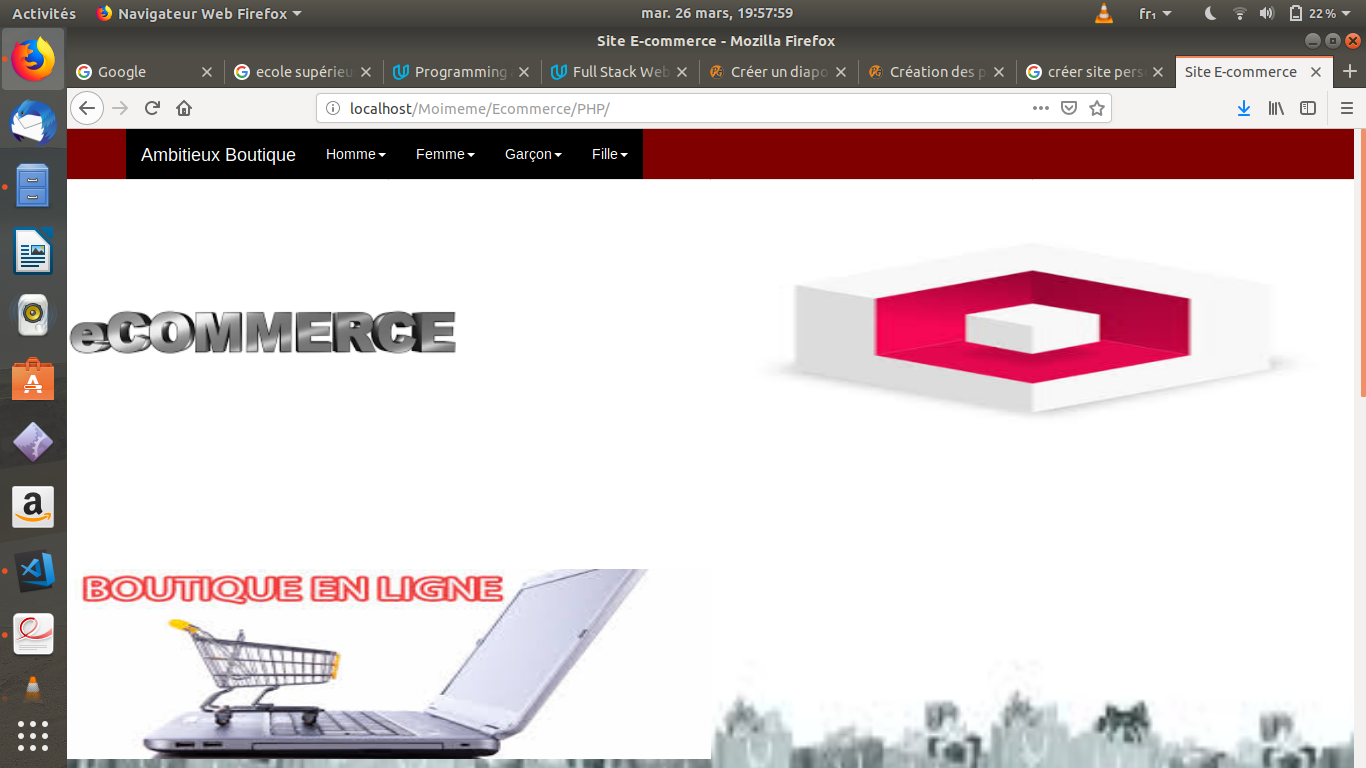 Activités Navigateur Web Firefox mar. 26 mars, 19:57:59 fr₁ 22 %
Site E-commerce - Mozilla Firefox
Google ecole supérieu Programming Full Stack Web Créer un diapo Création des p créer site pers Site E-commerce
localhost/Moimeme/Ecommerce/PHP/
Ambitieux Boutique Homme Femme Garçon Fille
eCOMMERCE
BOUTIQUE EN LIGNE